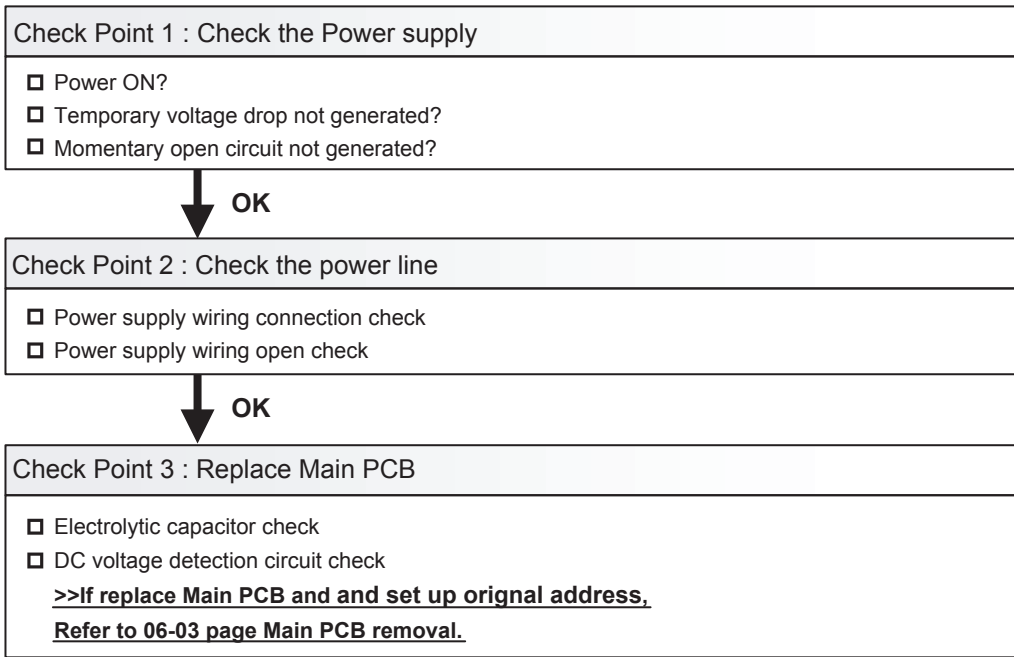 Check Point 1 : Check the Power supply
Power ON?
Temporary voltage drop not generated?
Momentary open circuit not generated?
OK
Check Point 2 : Check the power line
Power supply wiring connection check
Power supply wiring open check
OK
Check Point 3 : Replace Main PCB
Electrolytic capacitor check
DC voltage detection circuit check
>>If replace Main PCB and and set up orignal address,
Refer to 06-03 page Main PCB removal.